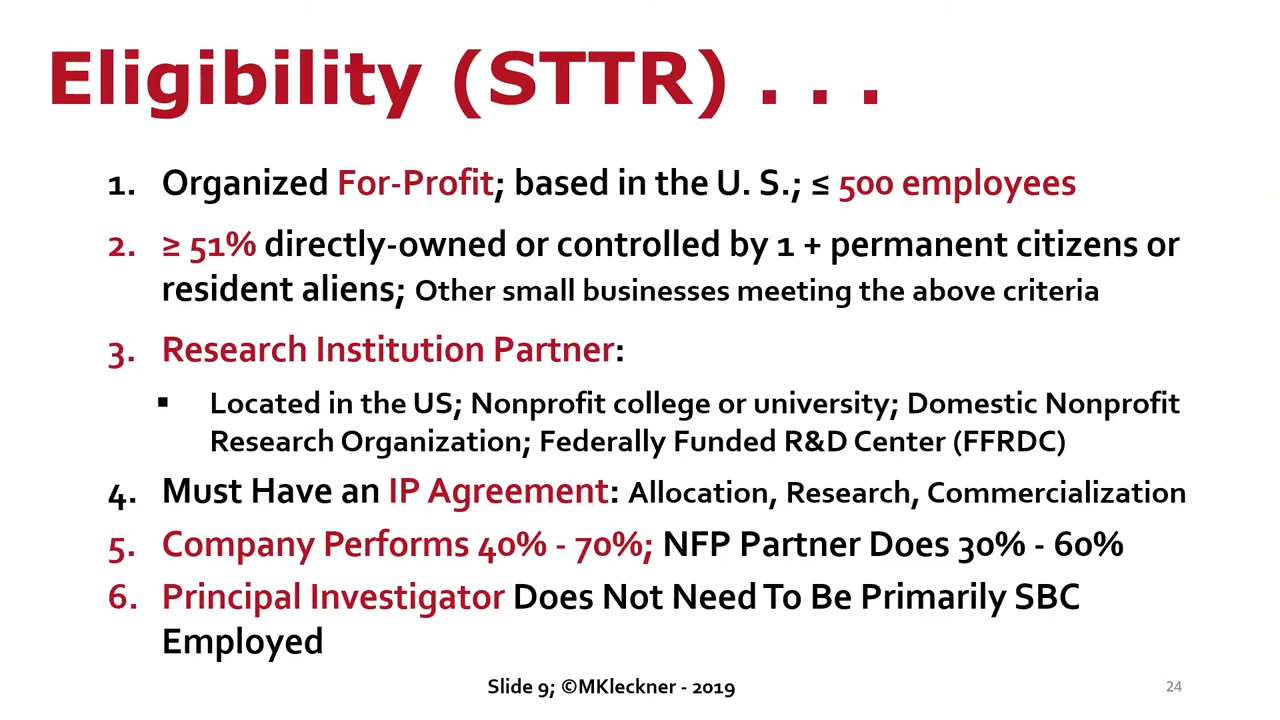 Eligibility (STTR) . . .
1. Organized For-Profit; based in the U. S.; ≤ 500 employees
2. ≥ 51% directly-owned or controlled by 1 + permanent citizens or
resident aliens; Other small businesses meeting the above criteria
3. Research Institution Partner:
▪ Located in the US; Nonprofit college or university; Domestic Nonprofit
Research Organization; Federally Funded R&D Center (FFRDC)
4. Must Have an IP Agreement: Allocation, Research, Commercialization
5. Company Performs 40% - 70%; NFP Partner Does 30% - 60%
6. Principal Investigator Does Not Need To Be Primarily SBC
Employed
Slide 9; ©MKleckner - 2019
24